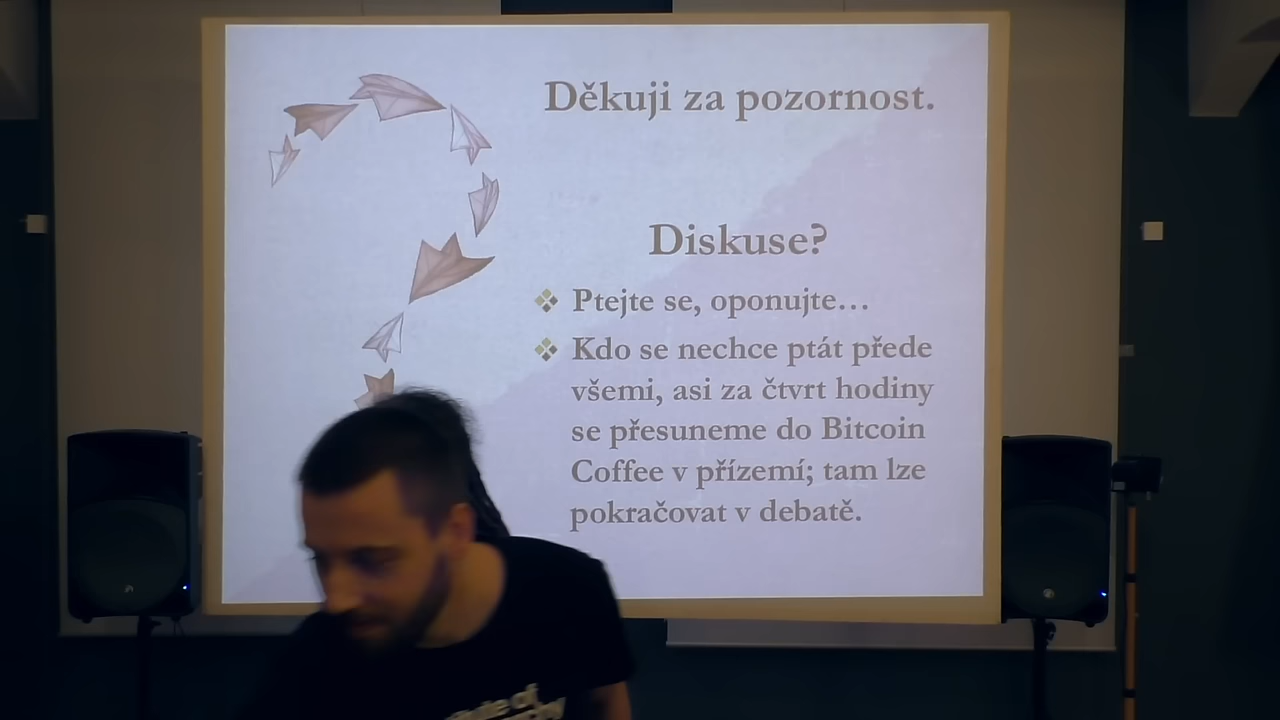 Děkuji za pozornost.
Diskuse?
Ptejte se, oponujte…
Kdo se nechce ptát přede
všemi, asi za čtvrt hodiny
se přesuneme do Bitcoin
Coffee v přízemí; tam lze
pokračovat v debatě.